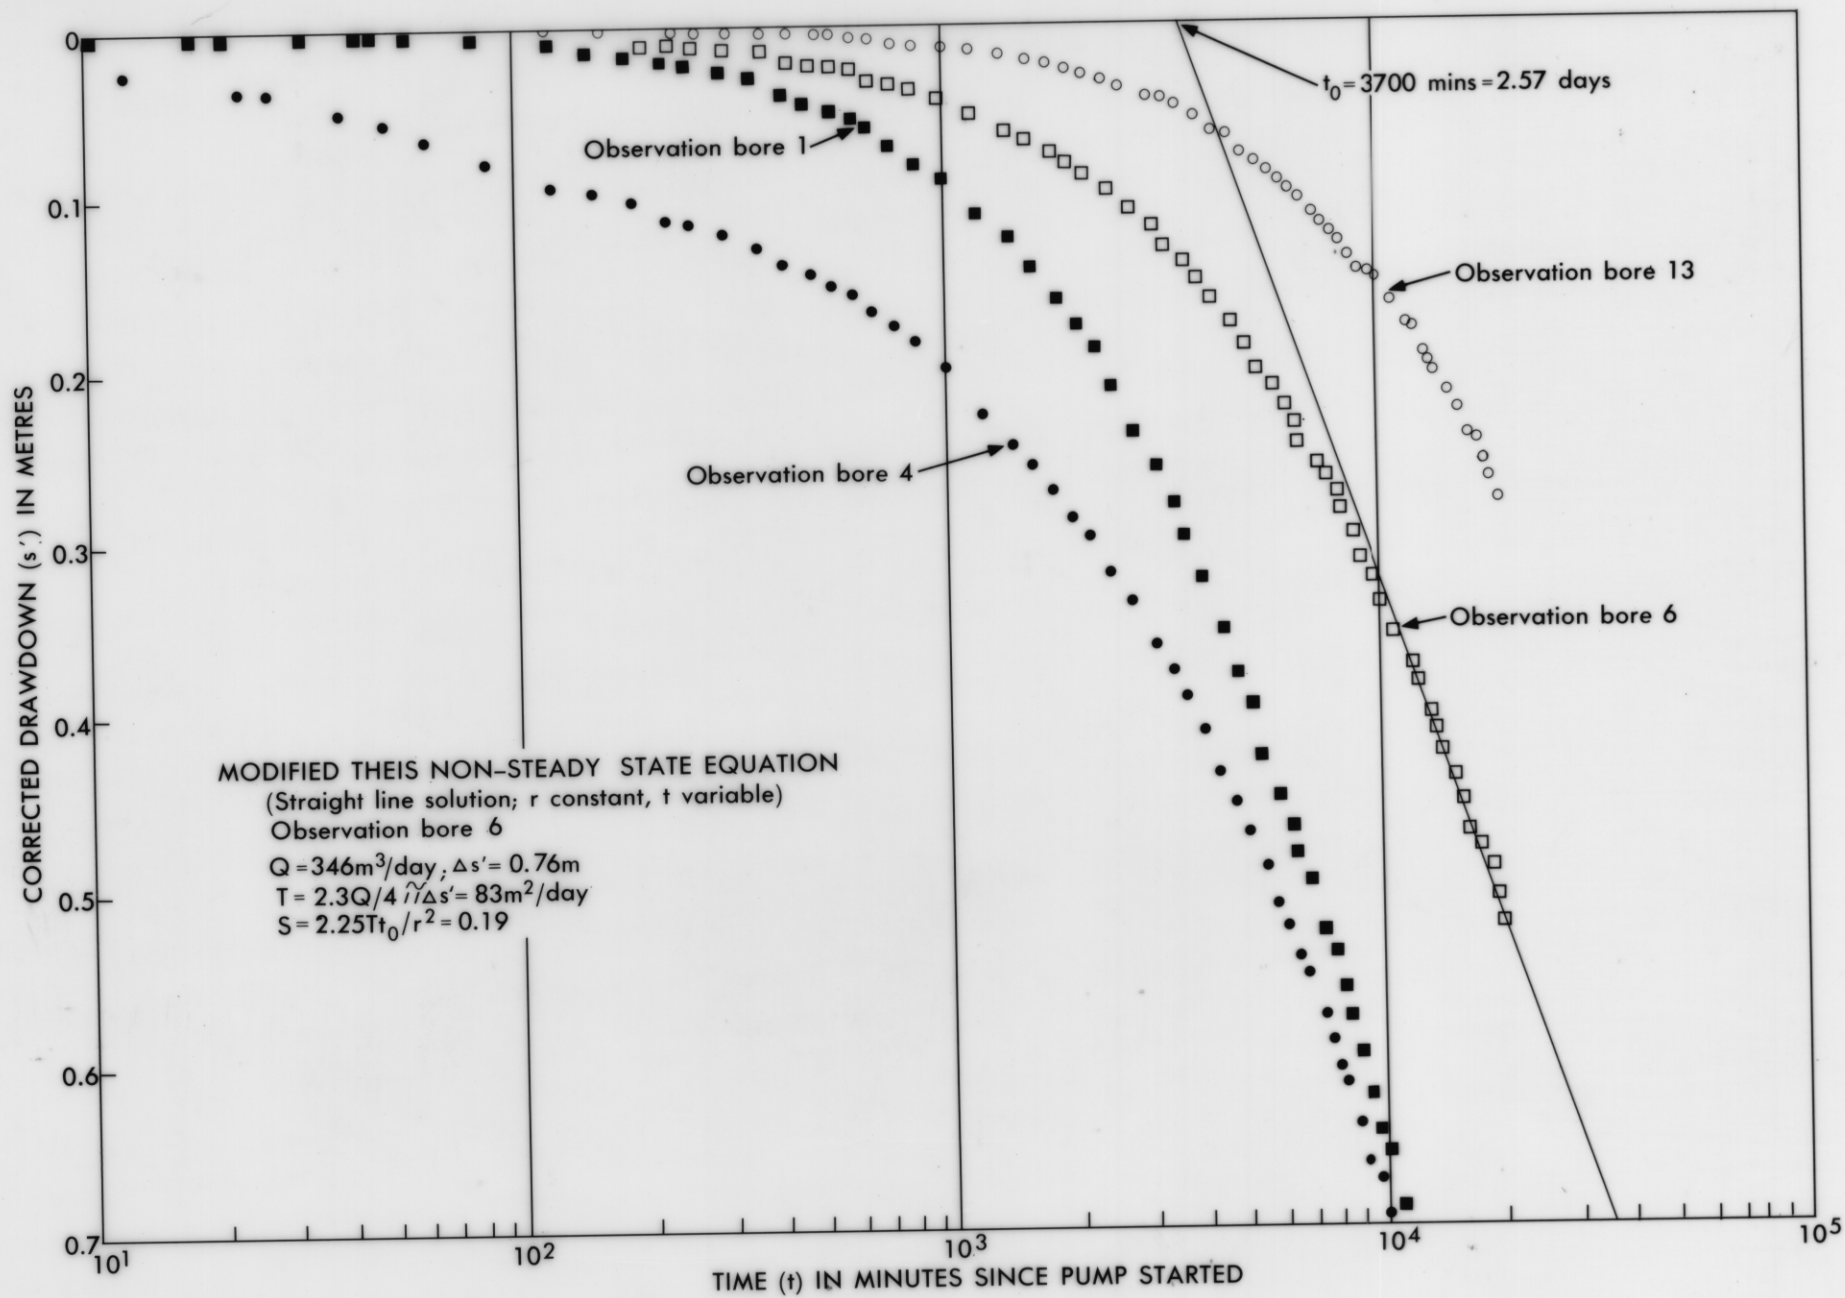 0
t₀=3700 mins=2.57 days
Observation bore 1
0.1
Observation bore 13
0.2
Observation bore 4
0.3
Observation bore 6
0.4
0.5
0.6
0.7
CORRECTED DRAWDOWN (s′) IN METRES
MODIFIED THEIS NON–STEADY STATE EQUATION
(Straight line solution; r constant, t variable)
Observation bore 6
Q=346m³/day; Δs′= 0.76m
T= 2.3Q/4 Δs′= 83m²/day
S=2.25Tt₀/r²=0.19
10¹ 10² 10³ 10⁴ 10⁵
TIME (t) IN MINUTES SINCE PUMP STARTED